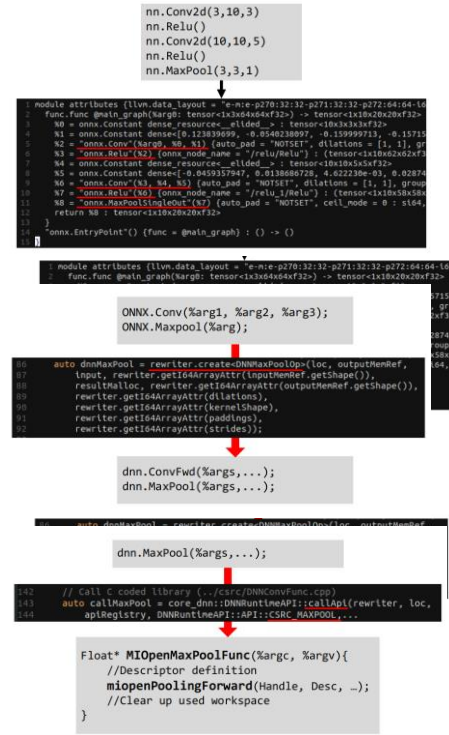 nn.Conv2d(3,10,3)
nn.Relu()
nn.Conv2d(10,10,5)
nn.Relu()
nn.MaxPool(3,3,1)
1 module attributes {llvm.data_layout = "e-m:e-p270:32:32-p271:32:32-p272:64:64-i6
2 func.func @main_graph(%arg0: tensor<1x3x64x64xf32>) -> tensor<1x10x20x20xf32>
3 %0 = onnx.Constant dense_resource<__elided__> : tensor<10x3x3x3xf32>
4 %1 = onnx.Constant dense<[0.123839699, -0.0540238097, -0.159999713, -0.15715
5 %2 = "onnx.Conv"(%arg0, %0, %1) {auto_pad = "NOTSET", dilations = [1, 1], gr
6 %3 = "onnx.Relu"(%2) {onnx_node_name = "/relu/Relu"} : (tensor<1x10x62x62xf3
7 %4 = onnx.Constant dense_resource<__elided__> : tensor<10x10x5x5xf32>
8 %5 = onnx.Constant dense<[-0.0459357947, 0.0138686728, 4.622230e-03, 0.02874
9 %6 = "onnx.Conv"(%3, %4, %5) {auto_pad = "NOTSET", dilations = [1, 1], group
10 %7 = "onnx.Relu"(%6) {onnx_node_name = "/relu_1/Relu"} : (tensor<1x10x58x58x
11 %8 = "onnx.MaxPoolSingleOut"(%7) {auto_pad = "NOTSET", ceil_mode = 0 : si64,
12 return %8 : tensor<1x10x20x20xf32>
13 }
14 "onnx.EntryPoint"() {func = @main_graph} : () -> ()
15 }
1 module attributes {llvm.data_layout = "e-m:e-p270:32:32-p271:32:32-p272:64:64-i6
2 func.func @main_graph(%arg0: tensor<1x3x64x64xf32>) -> tensor<1x10x20x20xf32>
ONNX.Conv(%arg1, %arg2, %arg3);
ONNX.Maxpool(%arg);
86 auto dnnMaxPool = rewriter.create<DNNMaxPoolOp>(loc, outputMemRef,
87 input, rewriter.getI64ArrayAttr(inputMemRef.getShape()),
88 resultMalloc, rewriter.getI64ArrayAttr(outputMemRef.getShape()),
89 rewriter.getI64ArrayAttr(dilations),
90 rewriter.getI64ArrayAttr(kernelShape),
91 rewriter.getI64ArrayAttr(paddings),
92 rewriter.getI64ArrayAttr(strides));
dnn.ConvFwd(%args,...);
dnn.MaxPool(%args,...);
86 auto dnnMaxPool = rewriter.create<DNNMaxPoolOp>(loc, outputMemRef
dnn.MaxPool(%args,...);
142 // Call C coded library (../csrc/DNNConvFunc.cpp)
143 auto callMaxPool = core_dnn::DNNRuntimeAPI::callApi(rewriter, loc,
144 apiRegistry, DNNRuntimeAPI::API::CSRC_MAXPOOL,...
Float* MIOpenMaxPoolFunc(%argc, %argv){
//Descriptor definition
miopenPoolingForward(Handle, Desc, …);
//Clear up used workspace
}